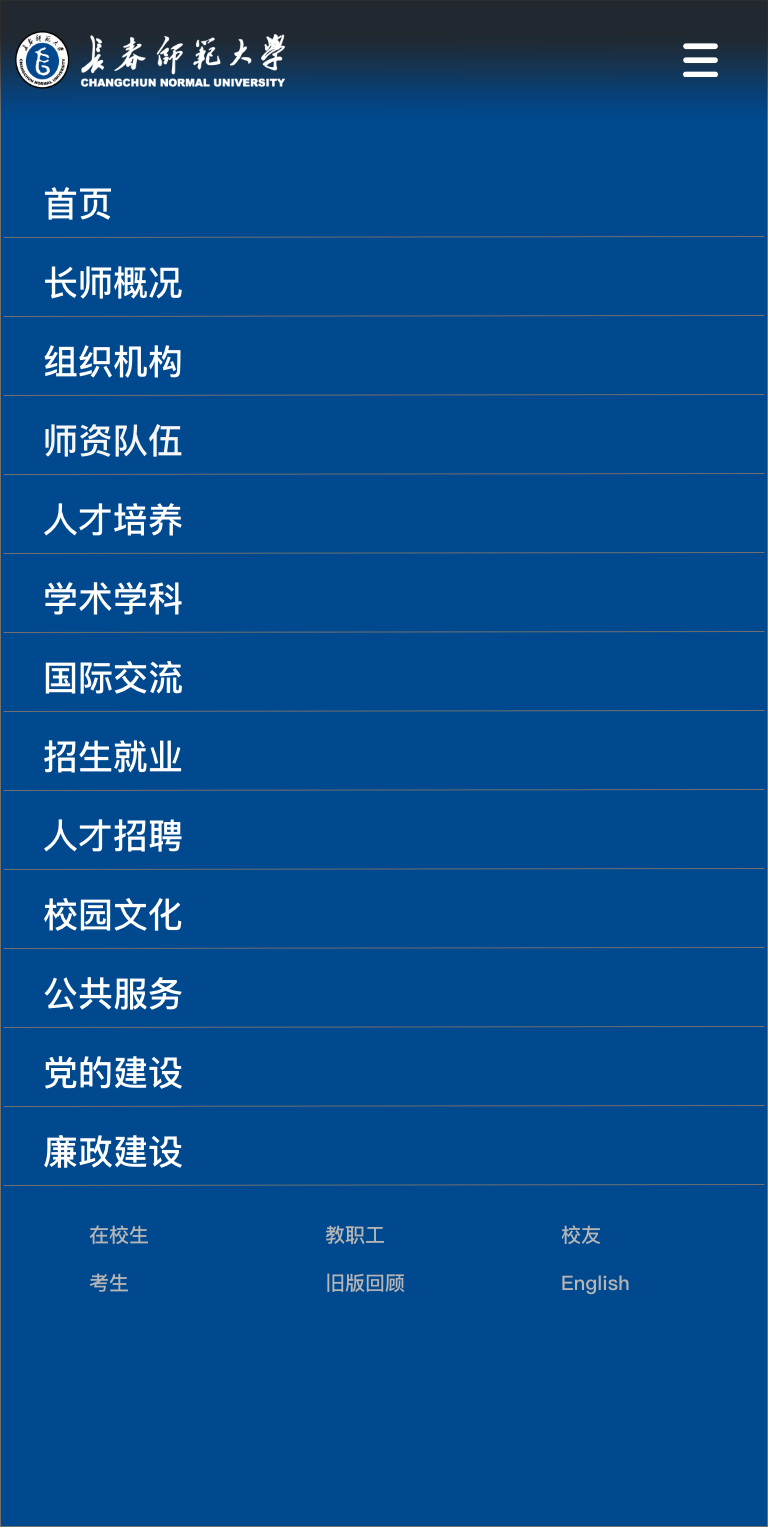 長春師範大學
CHANGCHUN NORMAL UNIVERSITY
首页
长师概况
组织机构
师资队伍
人才培养
学术学科
国际交流
招生就业
人才招聘
校园文化
公共服务
党的建设
廉政建设
在校生 教职工 校友
考生 旧版回顾 English